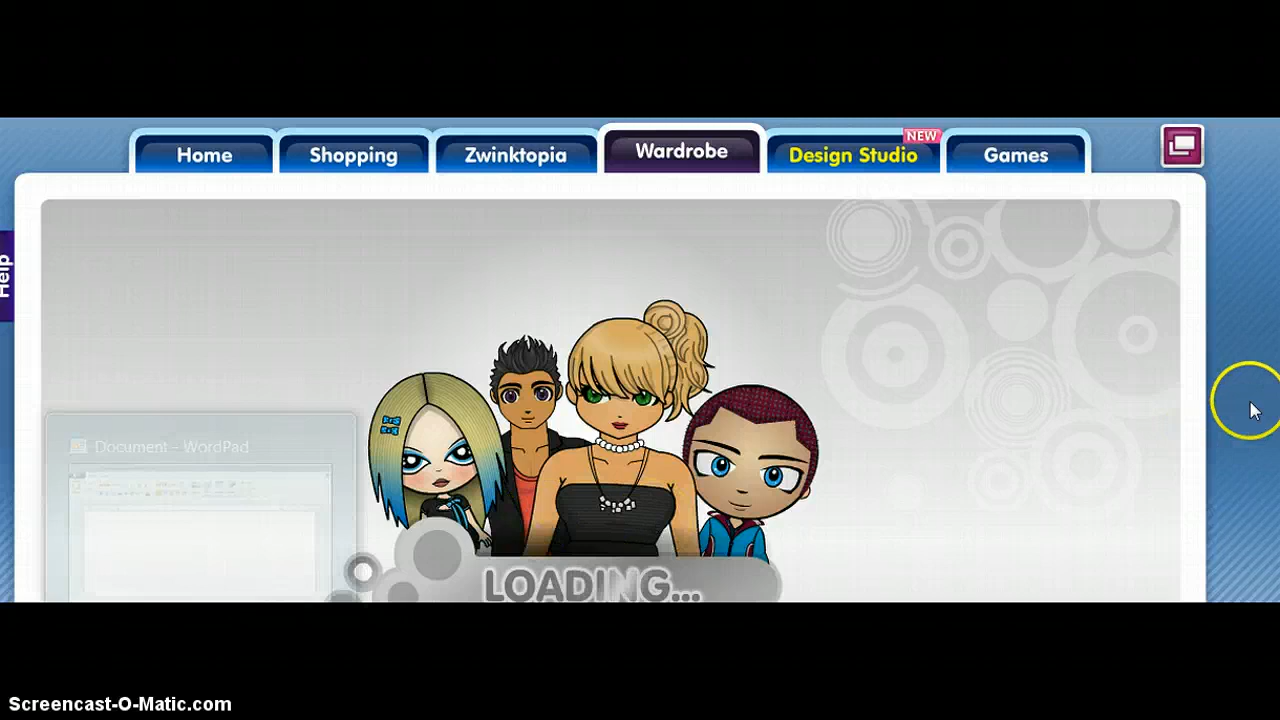 NEW
Home
Shopping
Zwinktopia
Wardrobe
Design Studio
Games
Help
Document - WordPad
LOADING...
Screencast-O-Matic.com